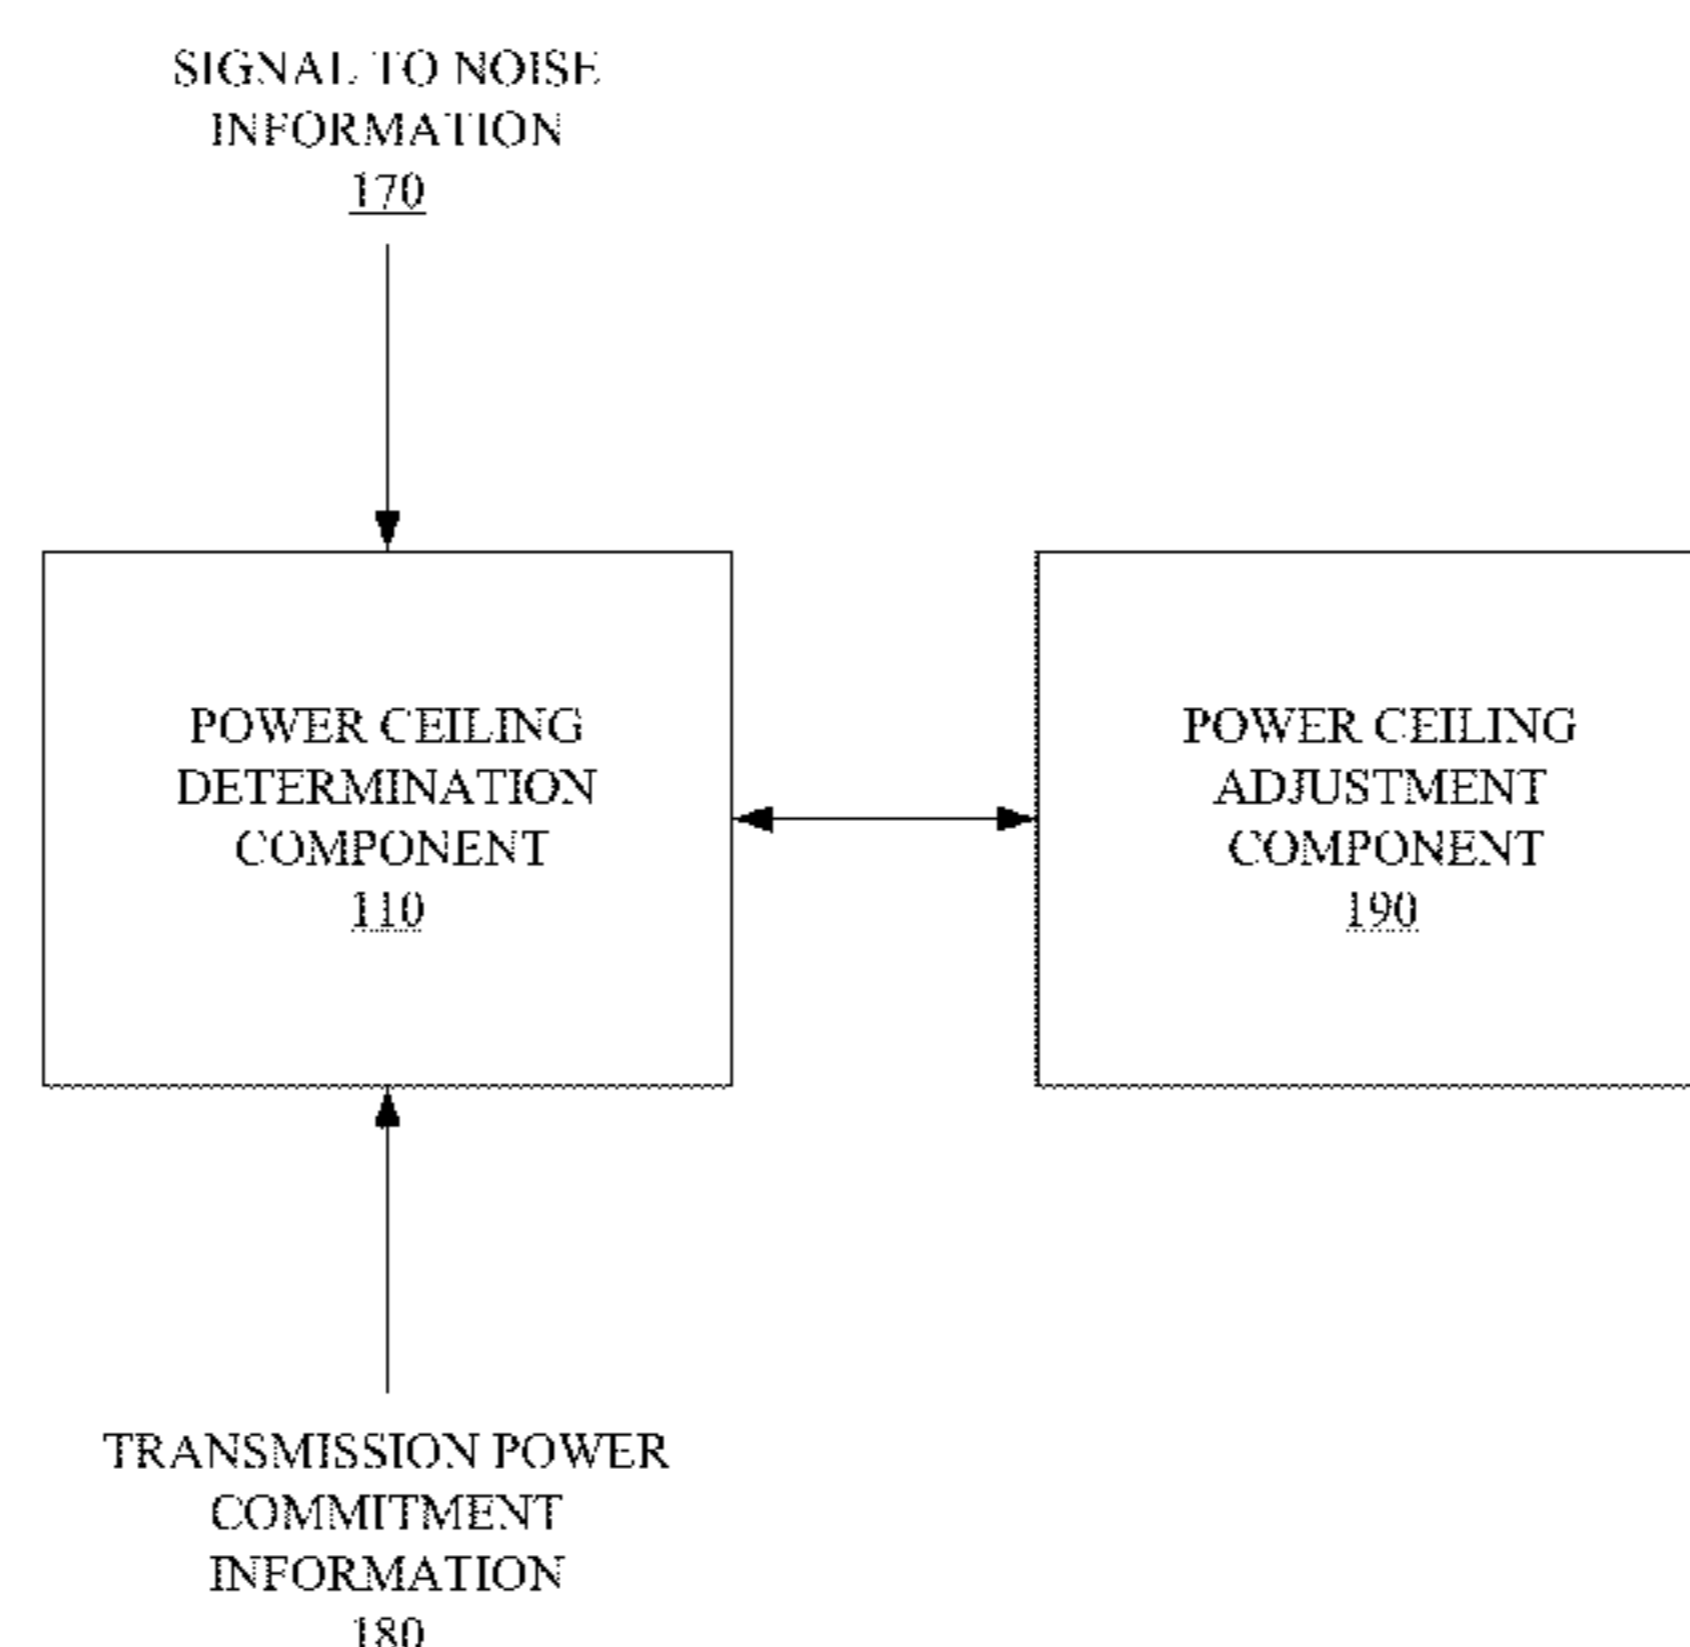 SIGNAL TO NOISE
INFORMATION
170
POWER CEILING
DETERMINATION
COMPONENT
110
POWER CEILING
ADJUSTMENT
COMPONENT
190
TRANSMISSION POWER
COMMITMENT
INFORMATION
180